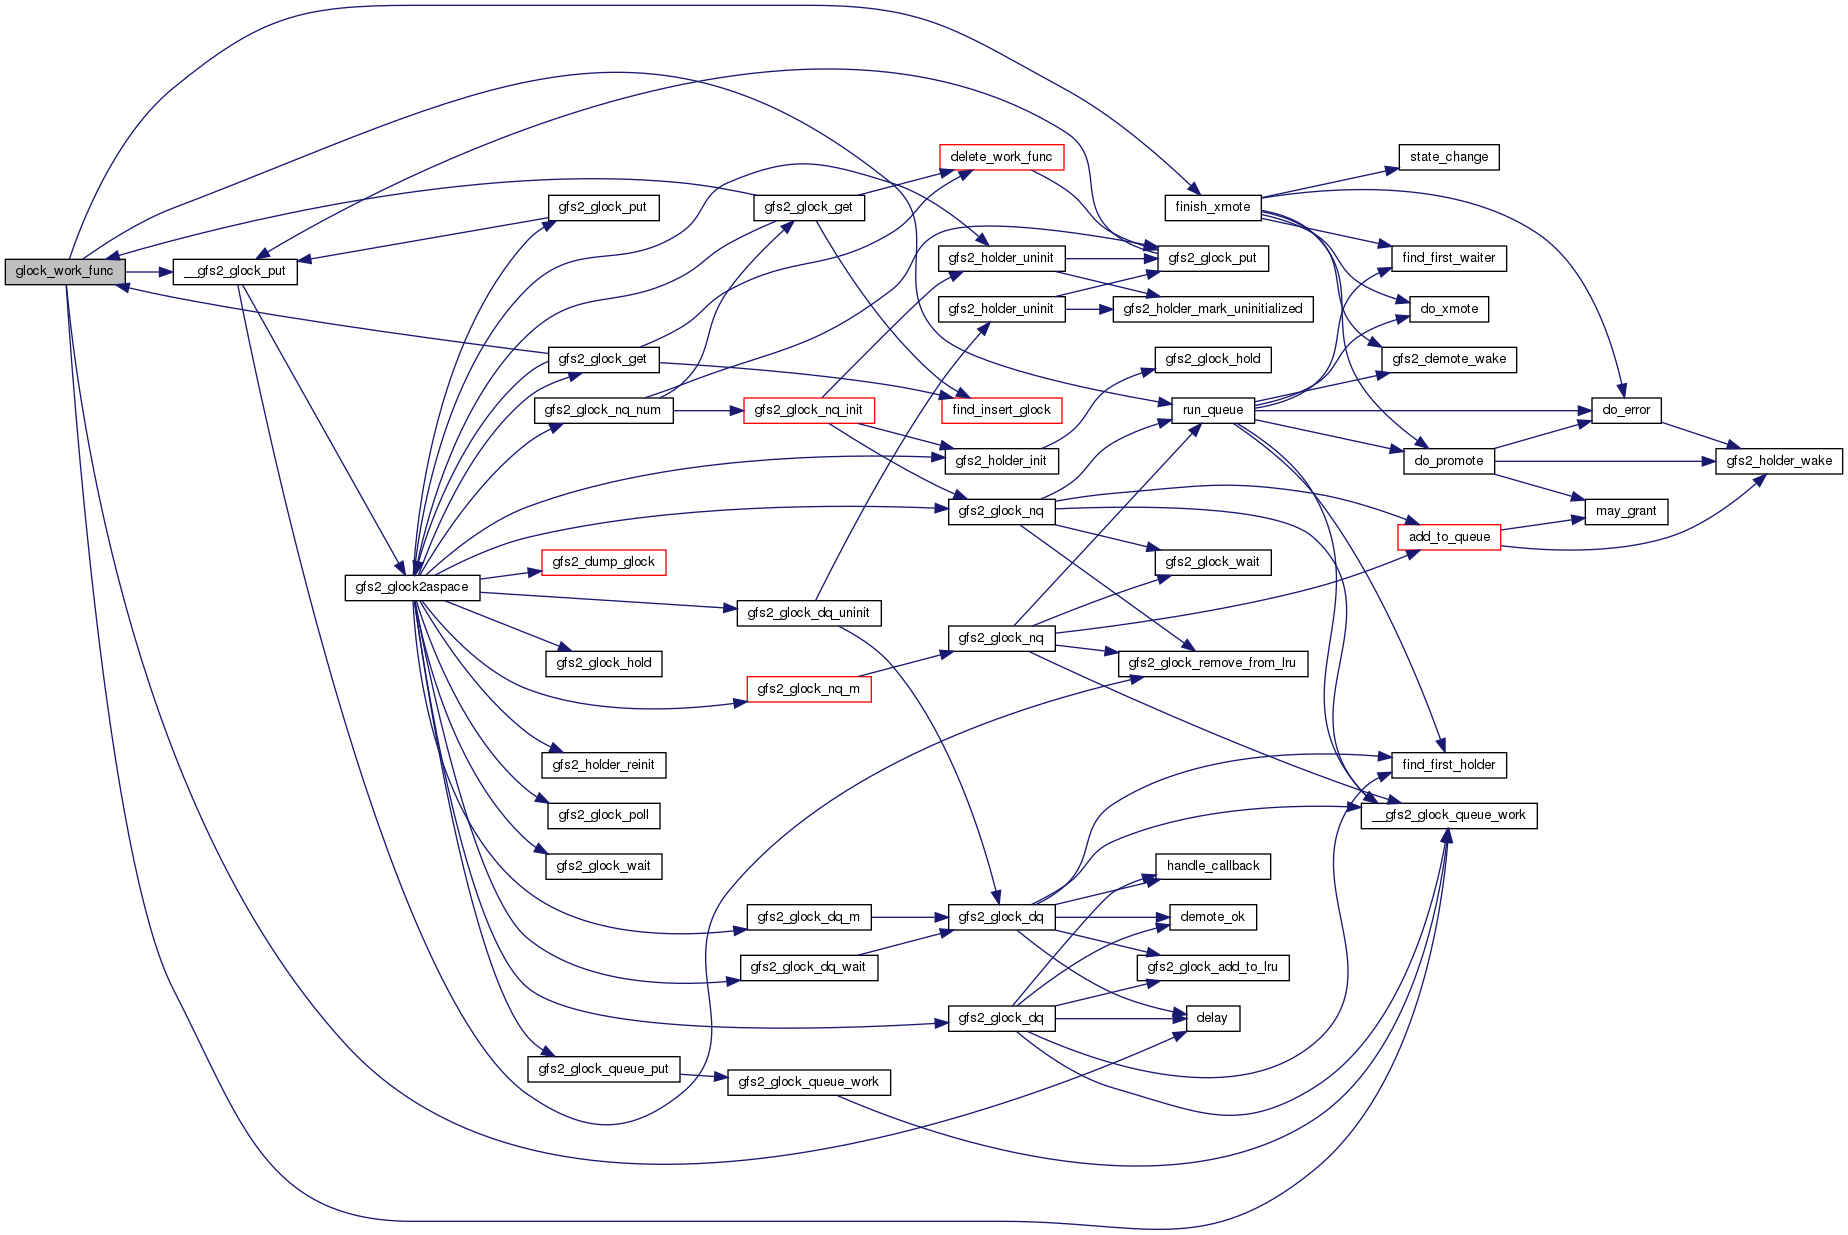 glock_work_func
__gfs2_glock_put
gfs2_glock2aspace
gfs2_glock_put
gfs2_glock_get
gfs2_glock_nq_num
gfs2_dump_glock
gfs2_glock_hold
gfs2_holder_reinit
gfs2_glock_poll
gfs2_glock_wait
gfs2_glock_queue_put
gfs2_glock_get
gfs2_glock_nq_init
gfs2_glock_dq_uninit
gfs2_glock_nq_m
gfs2_glock_dq_m
gfs2_glock_dq_wait
gfs2_glock_queue_work
delete_work_func
gfs2_holder_uninit
gfs2_holder_uninit
find_insert_glock
gfs2_holder_init
gfs2_glock_nq
gfs2_glock_nq
gfs2_glock_dq
gfs2_glock_dq
finish_xmote
gfs2_glock_put
gfs2_holder_mark_uninitialized
gfs2_glock_hold
run_queue
gfs2_glock_wait
gfs2_glock_remove_from_lru
handle_callback
demote_ok
gfs2_glock_add_to_lru
delay
state_change
find_first_waiter
do_xmote
gfs2_demote_wake
do_promote
add_to_queue
find_first_holder
__gfs2_glock_queue_work
do_error
may_grant
gfs2_holder_wake